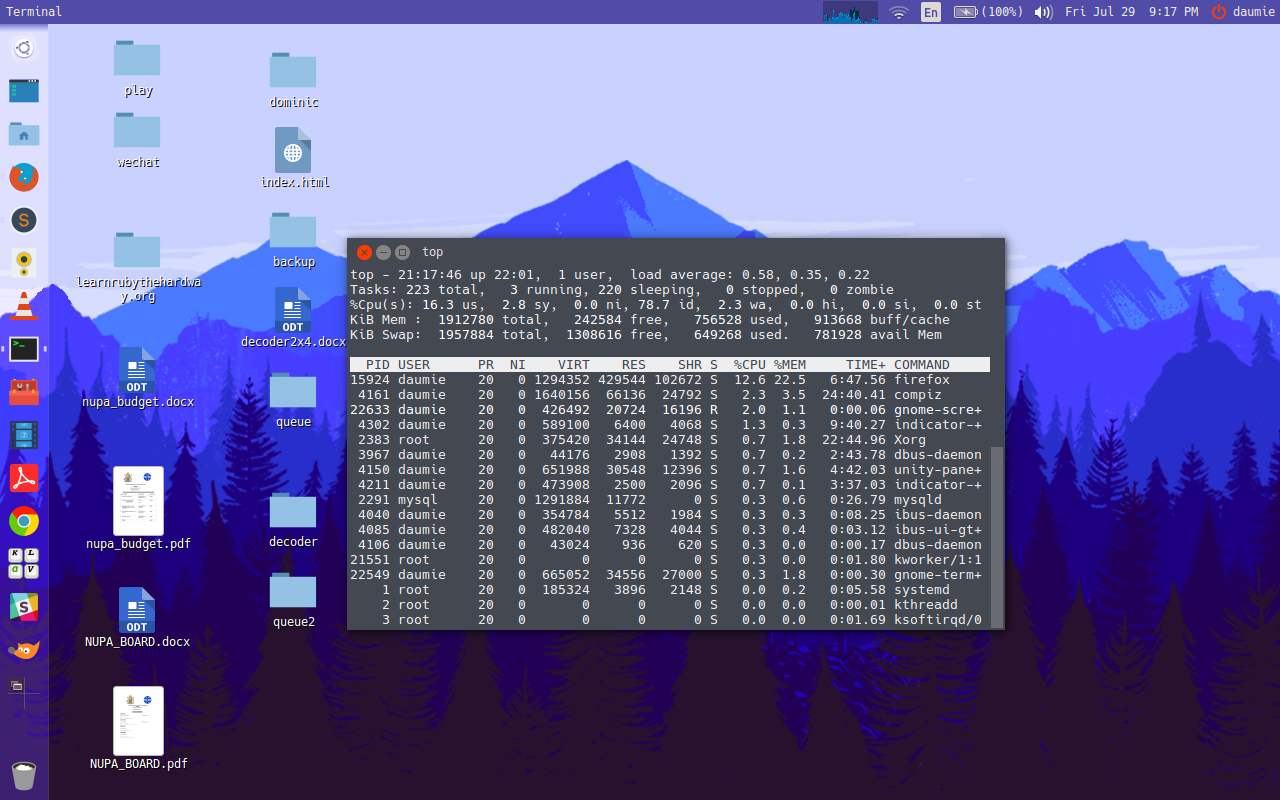 Terminal
En (100%) Fri Jul 29 9:17 PM daumie
play
dominic
wechat
index.html
learnrubythehardwa
y.org
backup
ODT
decoder2x4.docx
ODT
nupa_budget.docx
queue
nupa_budget.pdf
decoder
ODT
NUPA_BOARD.docx
queue2
NUPA_BOARD.pdf
top
top - 21:17:46 up 22:01,  1 user,  load average: 0.58, 0.35, 0.22
Tasks: 223 total,   3 running, 220 sleeping,   0 stopped,   0 zombie
%Cpu(s): 16.3 us,  2.8 sy,  0.0 ni, 78.7 id,  2.3 wa,  0.0 hi,  0.0 si,  0.0 st
KiB Mem :  1912780 total,   242584 free,   756528 used,   913668 buff/cache
KiB Swap:  1957884 total,  1308616 free,   649268 used.   781928 avail Mem
PID USER      PR  NI    VIRT    RES    SHR S  %CPU %MEM     TIME+ COMMAND
15924 daumie    20   0 1294352 429544 102672 S  12.6 22.5   6:47.56 firefox
4161 daumie    20   0 1640156  66136  24792 S   2.3  3.5  24:40.41 compiz
22633 daumie    20   0  426492  20724  16196 R   2.0  1.1   0:00.06 gnome-scre+
4302 daumie    20   0  589100   6400   4068 S   1.3  0.3   9:40.27 indicator-+
2383 root      20   0  375420  34144  24748 S   0.7  1.8  22:44.96 Xorg
3967 daumie    20   0   44176   2908   1392 S   0.7  0.2   2:43.78 dbus-daemon
4150 daumie    20   0  651988  30548  12396 S   0.7  1.6   4:42.03 unity-pane+
4211 daumie    20   0  473908   2500   2096 S   0.7  0.1   3:37.03 indicator-+
2291 mysql     20   0 1291884  11772      0 S   0.3  0.6   0:26.79 mysqld
4040 daumie    20   0  354784   5512   1984 S   0.3  0.3   0:08.25 ibus-daemon
4085 daumie    20   0  482040   7328   4044 S   0.3  0.4   0:03.12 ibus-ui-gt+
4106 daumie    20   0   43024    936    620 S   0.3  0.0   0:00.17 dbus-daemon
21551 root      20   0       0      0      0 S   0.3  0.0   0:01.80 kworker/1:1
22549 daumie    20   0  665052  34556  27000 S   0.3  1.8   0:00.30 gnome-term+
1 root      20   0  185324   3896   2148 S   0.0  0.2   0:05.58 systemd
2 root      20   0       0      0      0 S   0.0  0.0   0:00.01 kthreadd
3 root      20   0       0      0      0 S   0.0  0.0   0:01.69 ksoftirqd/0